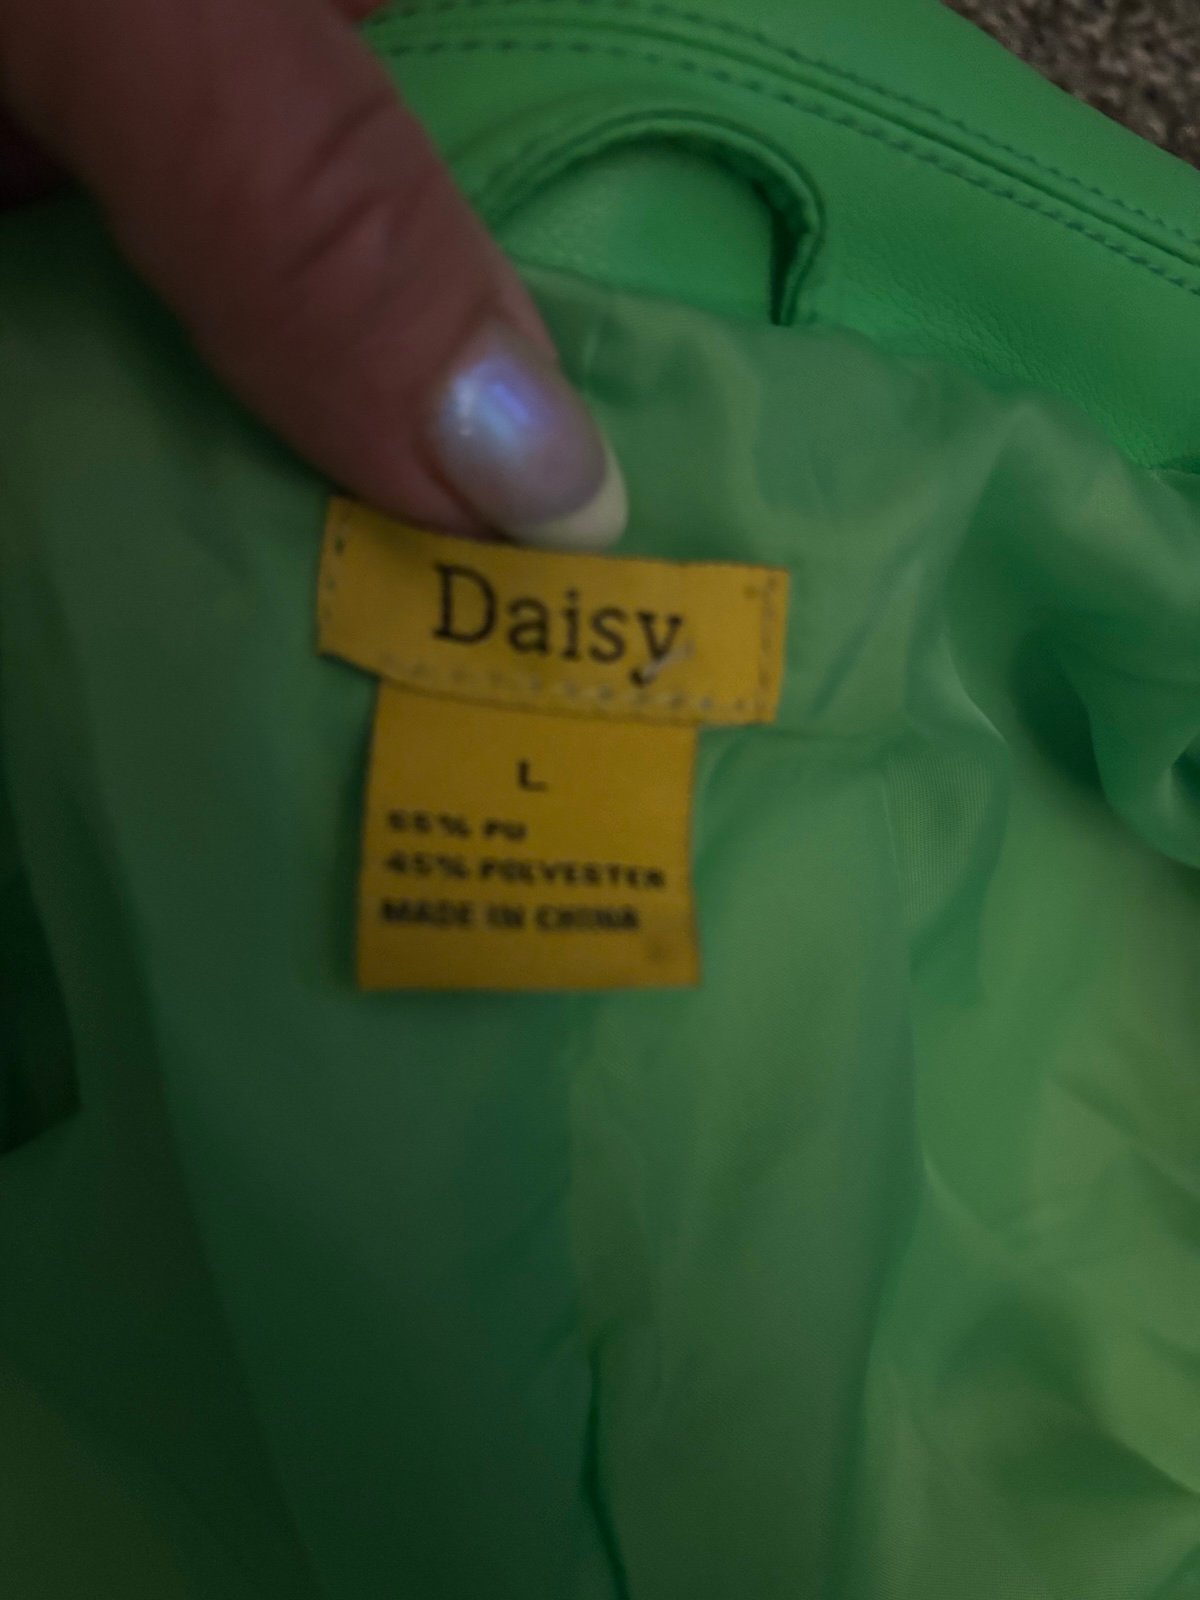 Daisy
L
55% PU
45% POLYESTER
MADE IN CHINA